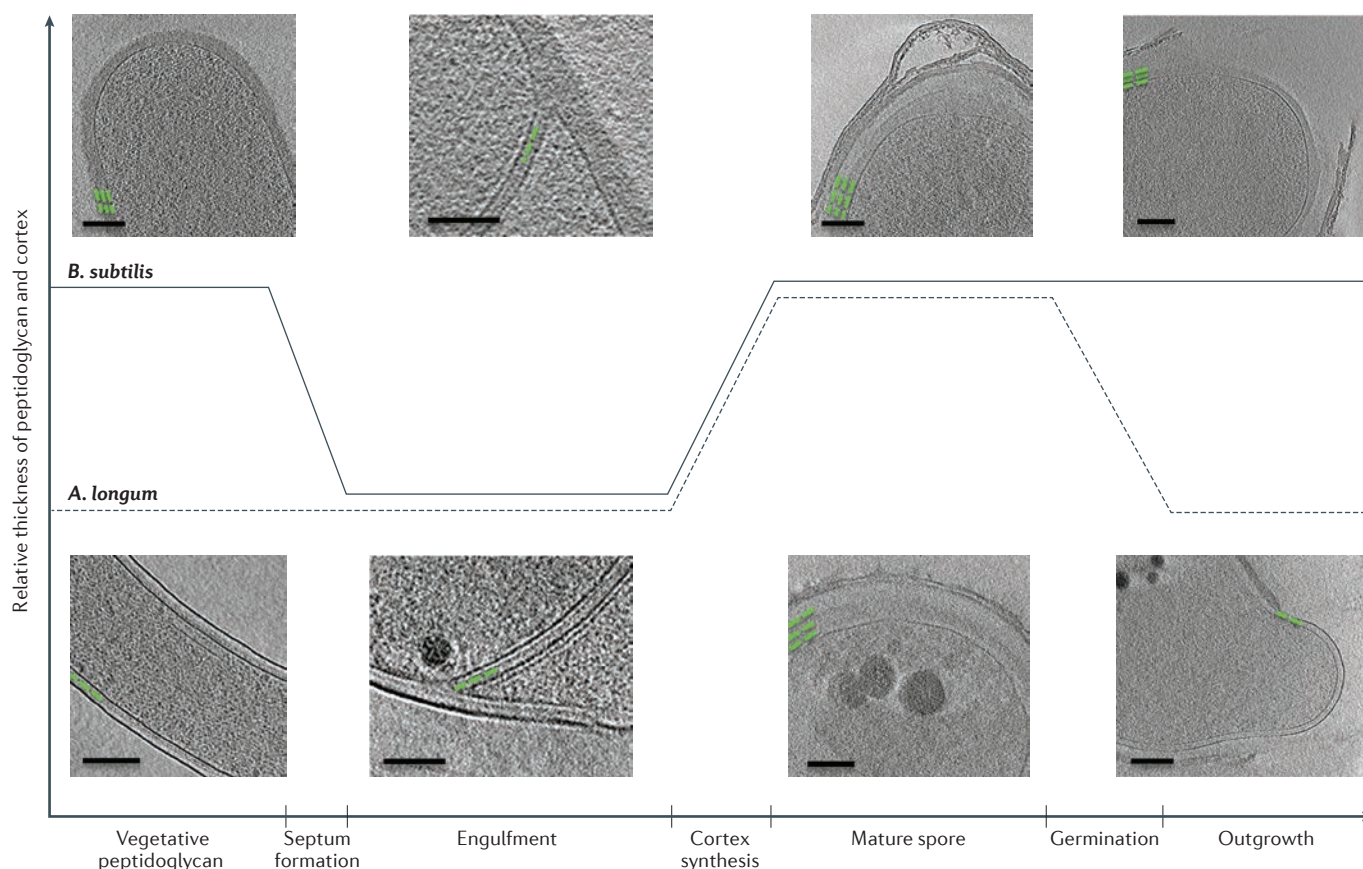 Relative thickness of peptidoglycan and cortex
B. subtilis
A. longum
Vegetative
peptidoglycan
Septum
formation
Engulfment
Cortex
synthesis
Mature spore
Germination
Outgrowth